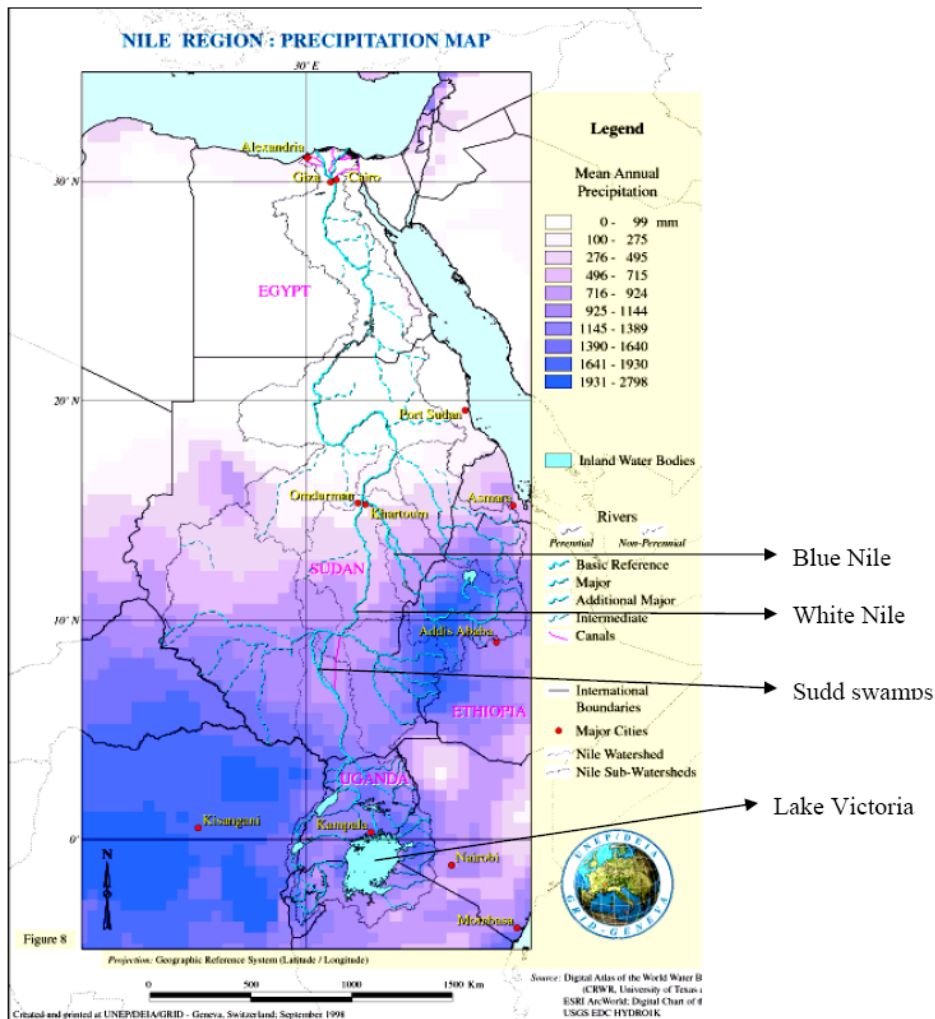 NILE REGION : PRECIPITATION MAP
30° E
Alexandria
Giza
Cairo
30° N
EGYPT
20° N
Port Sudan
Omdurman
Khartoum
Asmara
SUDAN
10° N
Addis Ababa
ETHIOPIA
UGANDA
Kisangani
Kampala
0°
Nairobi
Mombasa
N
Figure 8
Legend
Mean Annual
Precipitation
0 - 99 mm
100 - 275
276 - 495
496 - 715
716 - 924
925 - 1144
1145 - 1389
1390 - 1640
1641 - 1930
1931 - 2798
Inland Water Bodies
Rivers
Perennial Non-Perennial
Basic Reference
Major
Additional Major
Intermediate
Canals
International
Boundaries
Major Cities
Nile Watershed
Nile Sub-Watersheds
UNEP/DEIA
GRID - GENEVA
Blue Nile
White Nile
Sudd swamps
Lake Victoria
Projection: Geographic Reference System (Latitude / Longitude)
0 500 1000 1500 Km
Source: Digital Atlas of the World Water B
(CRWR, University of Texas
ESRI ArcWorld; Digital Chart of
USGS EDC HYDRO1K
Created and printed at UNEP/DEIA/GRID - Geneva, Switzerland; September 1998